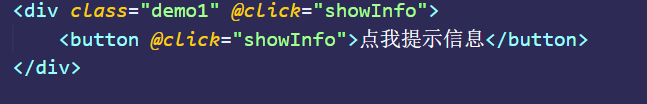 <div class="demo1" @click="showInfo">
<button @click="showInfo">点我提示信息</button>
</div>